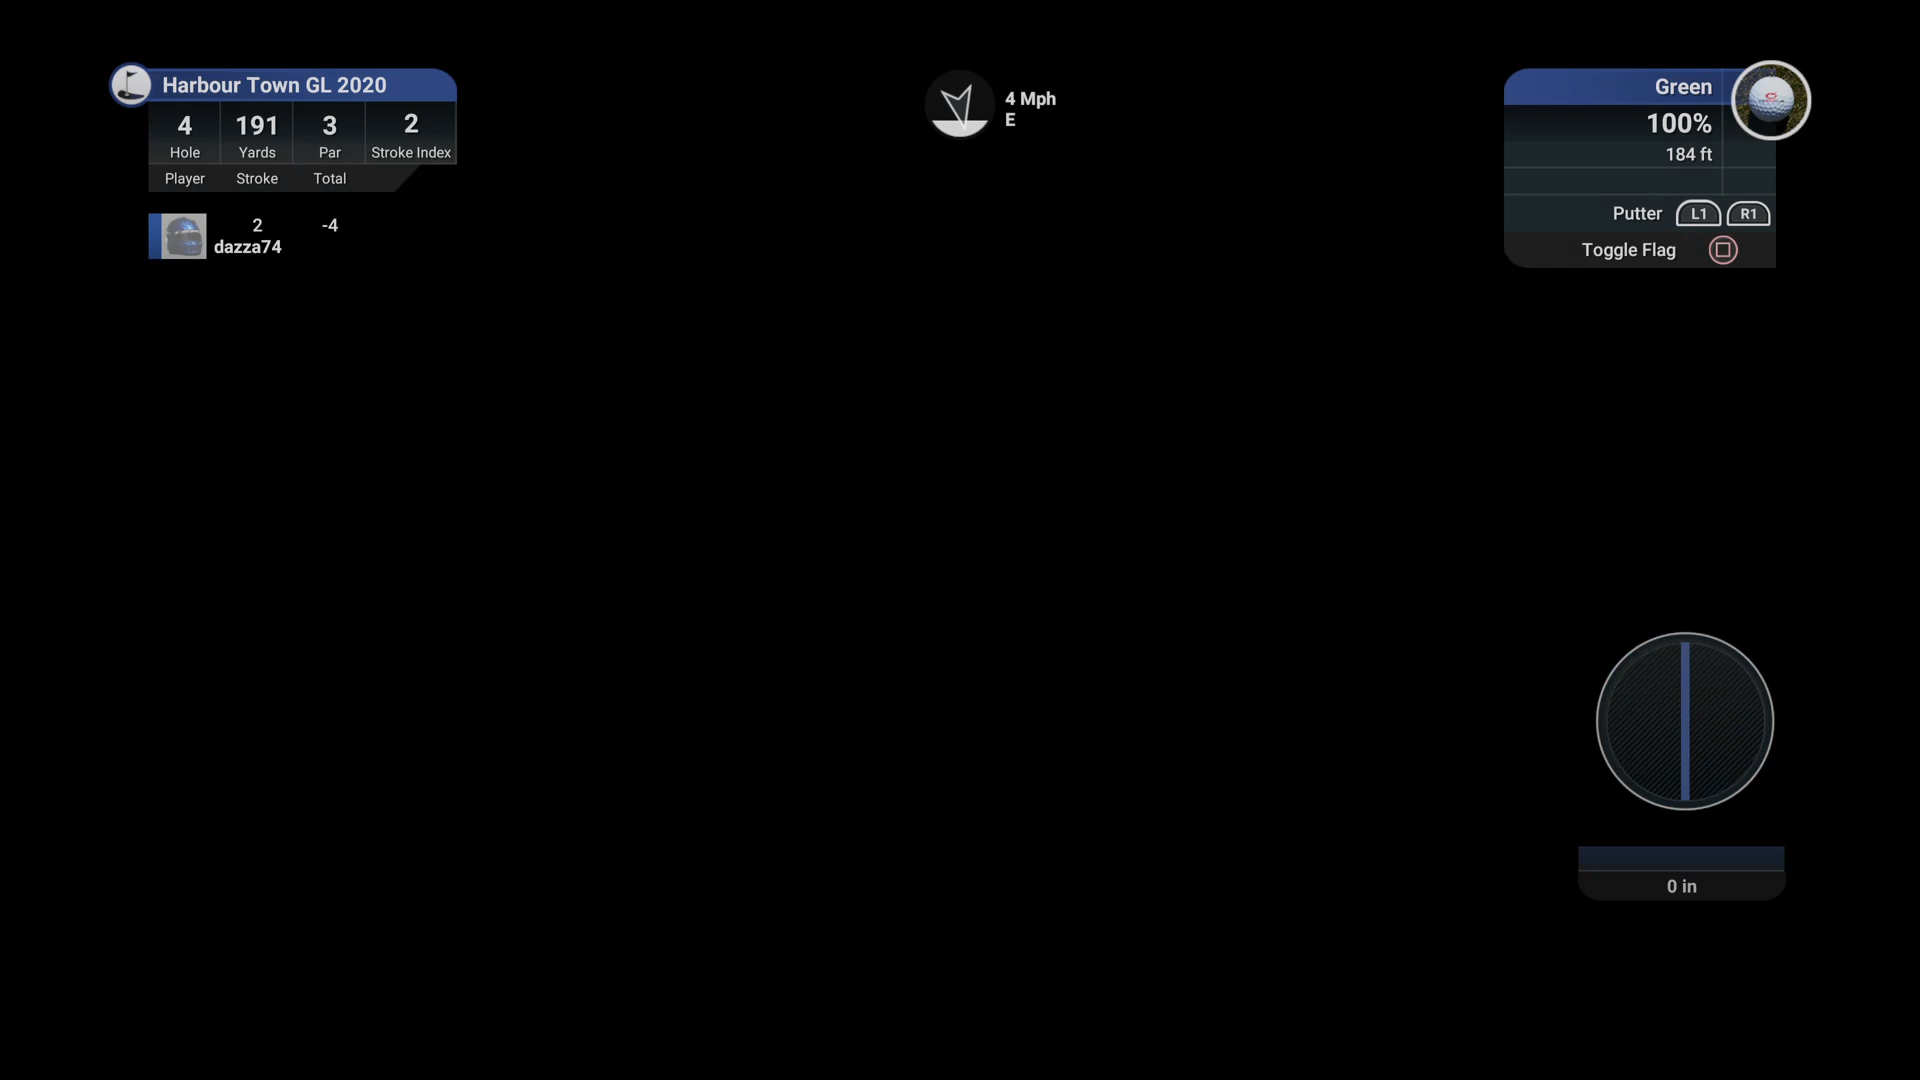 Harbour Town GL 2020
4 191 3 2
Hole Yards Par Stroke Index
Player Stroke Total
2 -4
dazza74
4 Mph
E
Green
100%
184 ft
Putter L1 R1
Toggle Flag
0 in